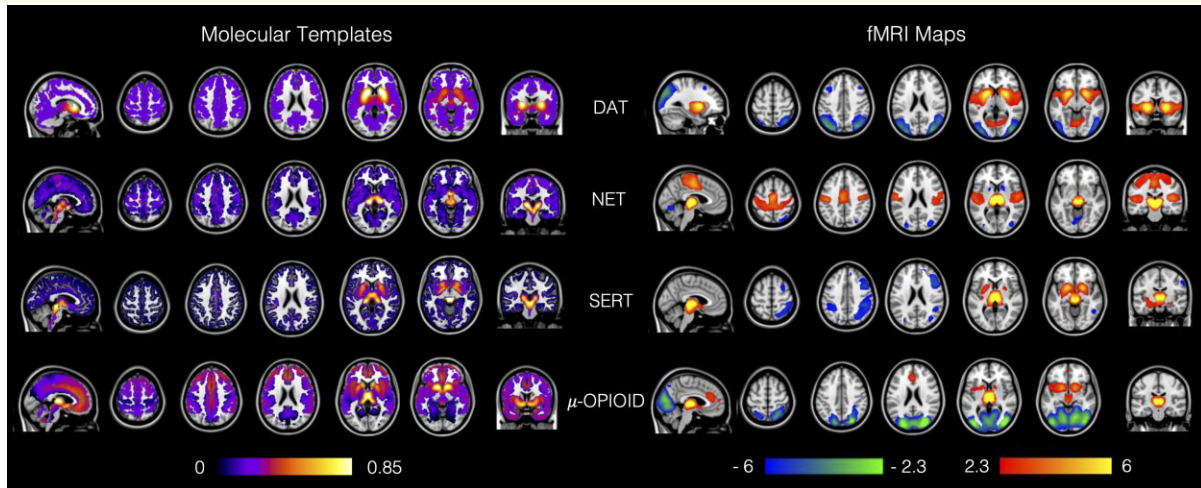 Molecular Templates
fMRI Maps
DAT
NET
SERT
μ-OPIOID
0
0.85
- 6
- 2.3
2.3
6